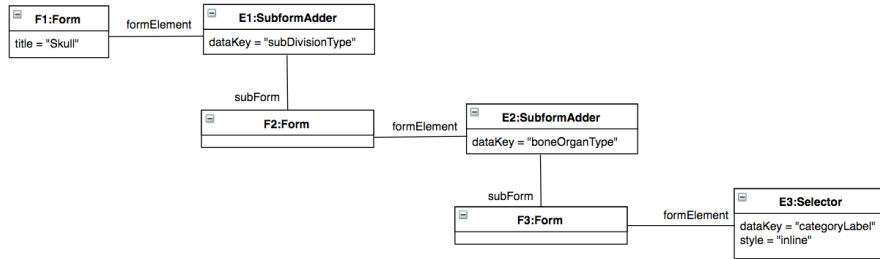 F1:Form
title = "Skull"
formElement
E1:SubformAdder
dataKey = "subDivisionType"
subForm
F2:Form
formElement
E2:SubformAdder
dataKey = "boneOrganType"
subForm
F3:Form
formElement
E3:Selector
dataKey = "categoryLabel"
style = "inline"